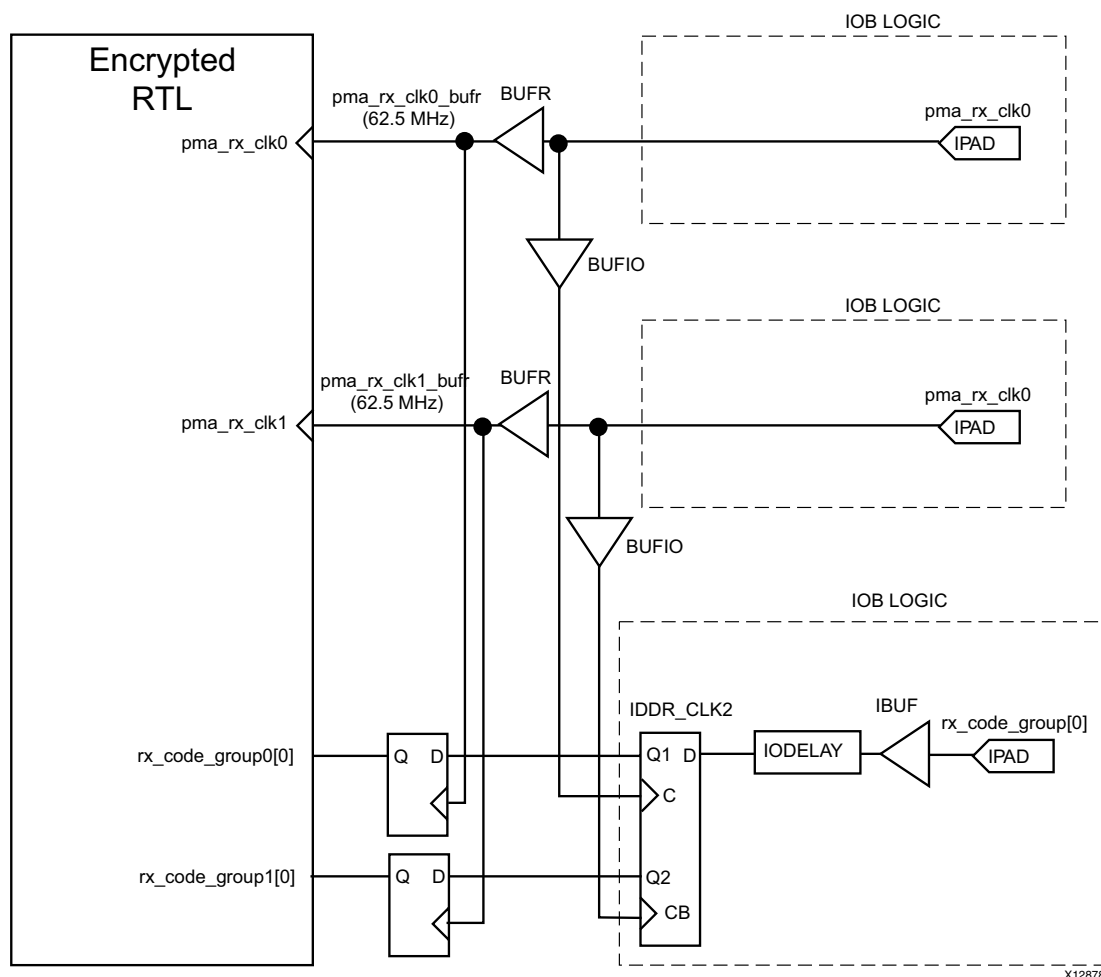 Encrypted
RTL
IOB LOGIC
pma_rx_clk0_bufr
(62.5 MHz)
BUFR
pma_rx_clk0
pma_rx_clk0
IPAD
BUFIO
IOB LOGIC
pma_rx_clk1_bufr
(62.5 MHz)
BUFR
pma_rx_clk0
pma_rx_clk1
IPAD
BUFIO
IOB LOGIC
IDDR_CLK2
IBUF
rx_code_group[0]
rx_code_group0[0]
Q D
Q1 D
IODELAY
IPAD
C
rx_code_group1[0]
Q D
Q2
CB
X12878